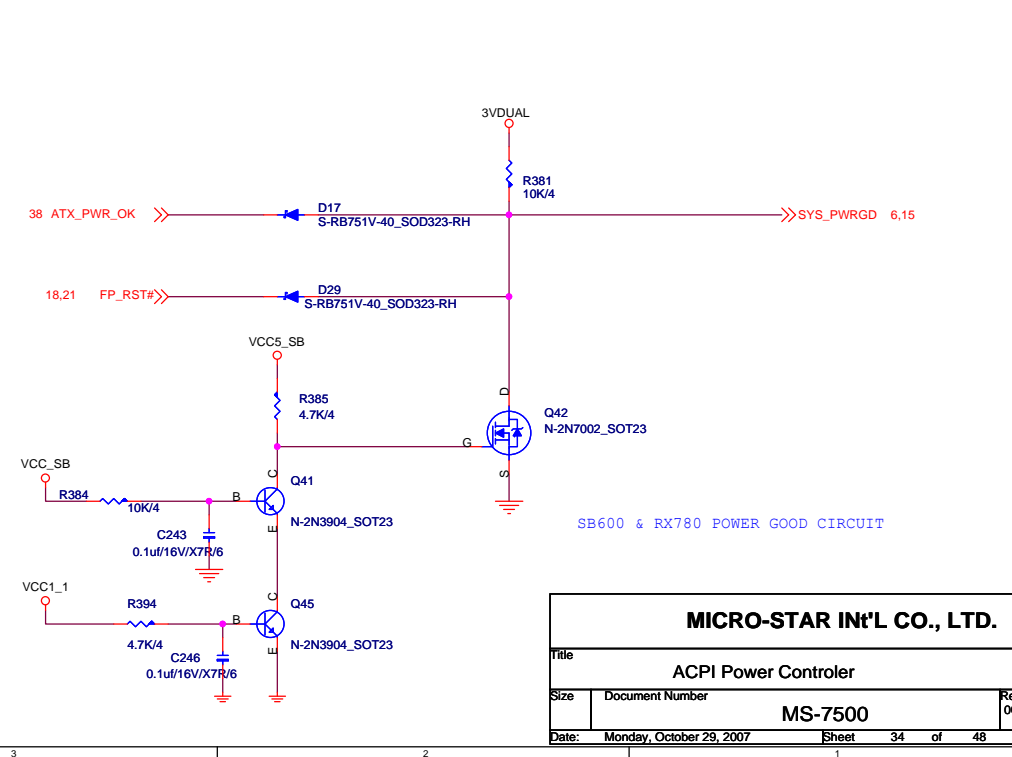 3VDUAL
R381
10K/4
38 ATX_PWR_OK
D17
S-RB751V-40_SOD323-RH
SYS_PWRGD 6,15
18,21 FP_RST#
D29
S-RB751V-40_SOD323-RH
VCC5_SB
R385
4.7K/4
D
Q42
N-2N7002_SOT23
G
S
VCC_SB
R384
10K/4
B
C
Q41
N-2N3904_SOT23
E
C243
0.1uf/16V/X7R/6
SB600 & RX780 POWER GOOD CIRCUIT
VCC1_1
R394
4.7K/4
B
C
Q45
N-2N3904_SOT23
E
C246
0.1uf/16V/X7R/6
MICRO-STAR INt'L CO., LTD.
Title
ACPI Power Controler
Size
Document Number
MS-7500
Date: Monday, October 29, 2007 Sheet 34 of 48
3 2 1